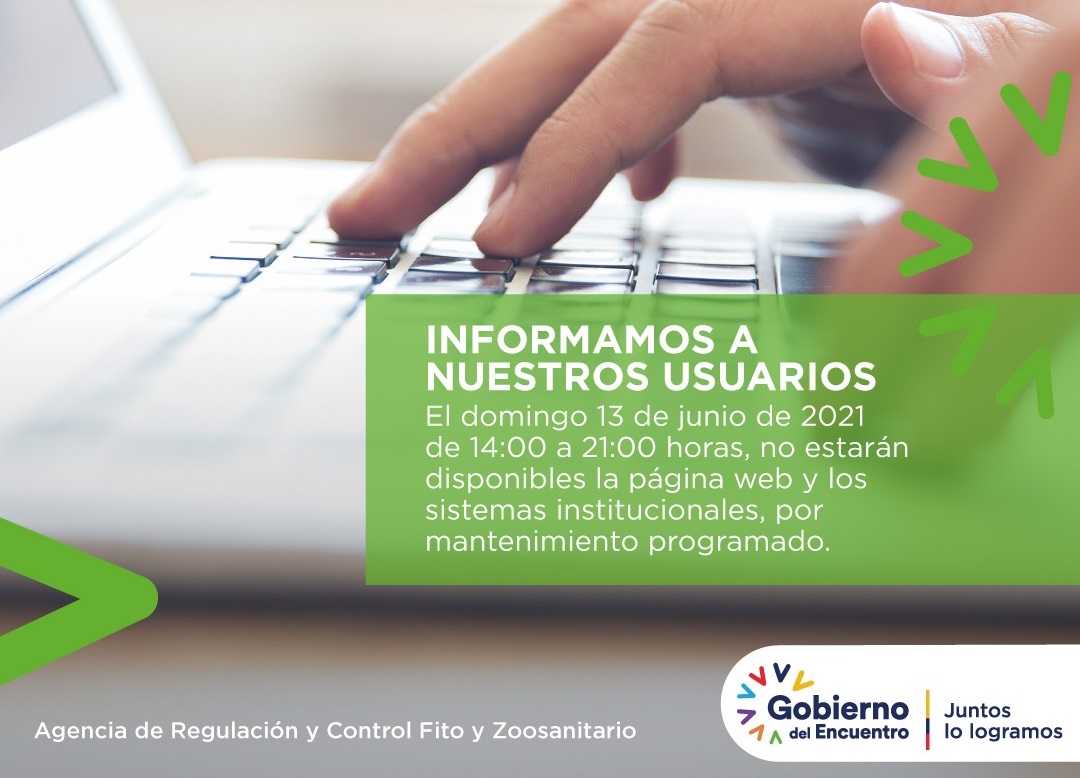 INFORMAMOS A
NUESTROS USUARIOS
El domingo 13 de junio de 2021
de 14:00 a 21:00 horas, no estarán
disponibles la página web y los
sistemas institucionales, por
mantenimiento programado.
Agencia de Regulación y Control Fito y Zoosanitario
Gobierno
del Encuentro
Juntos
lo logramos